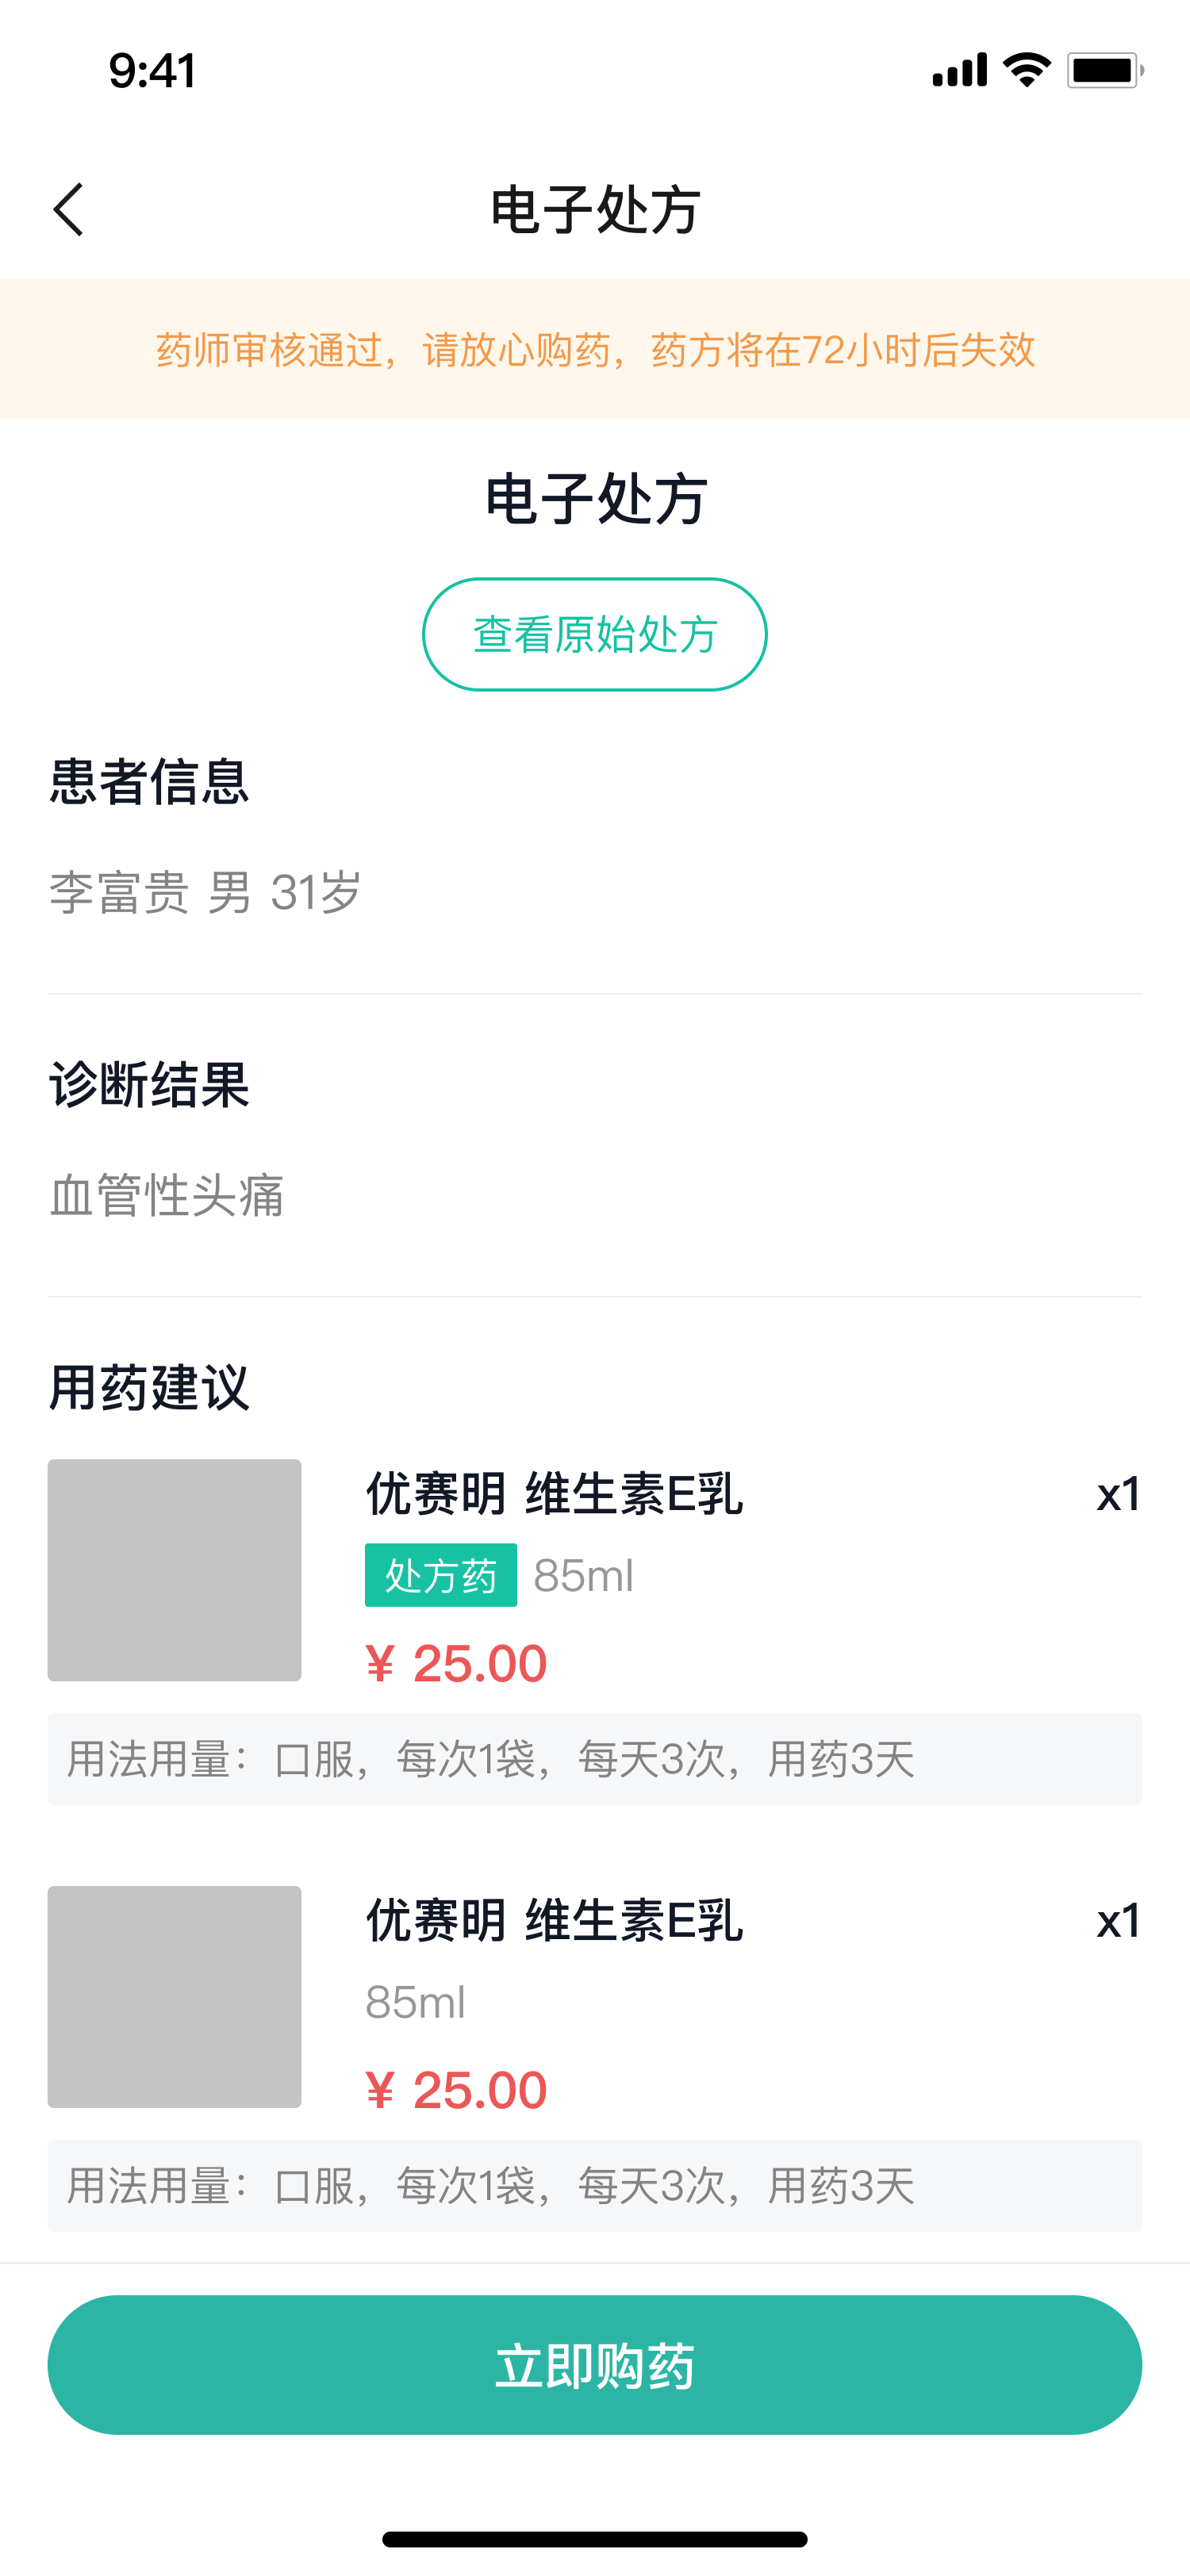 9:41
电子处方
药师审核通过，请放心购药，药方将在72小时后失效
电子处方
查看原始处方
患者信息
李富贵 男 31岁
诊断结果
血管性头痛
用药建议
优赛明 维生素E乳 x1
处方药 85ml
¥ 25.00
用法用量：口服，每次1袋，每天3次，用药3天
优赛明 维生素E乳 x1
85ml
¥ 25.00
用法用量：口服，每次1袋，每天3次，用药3天
立即购药